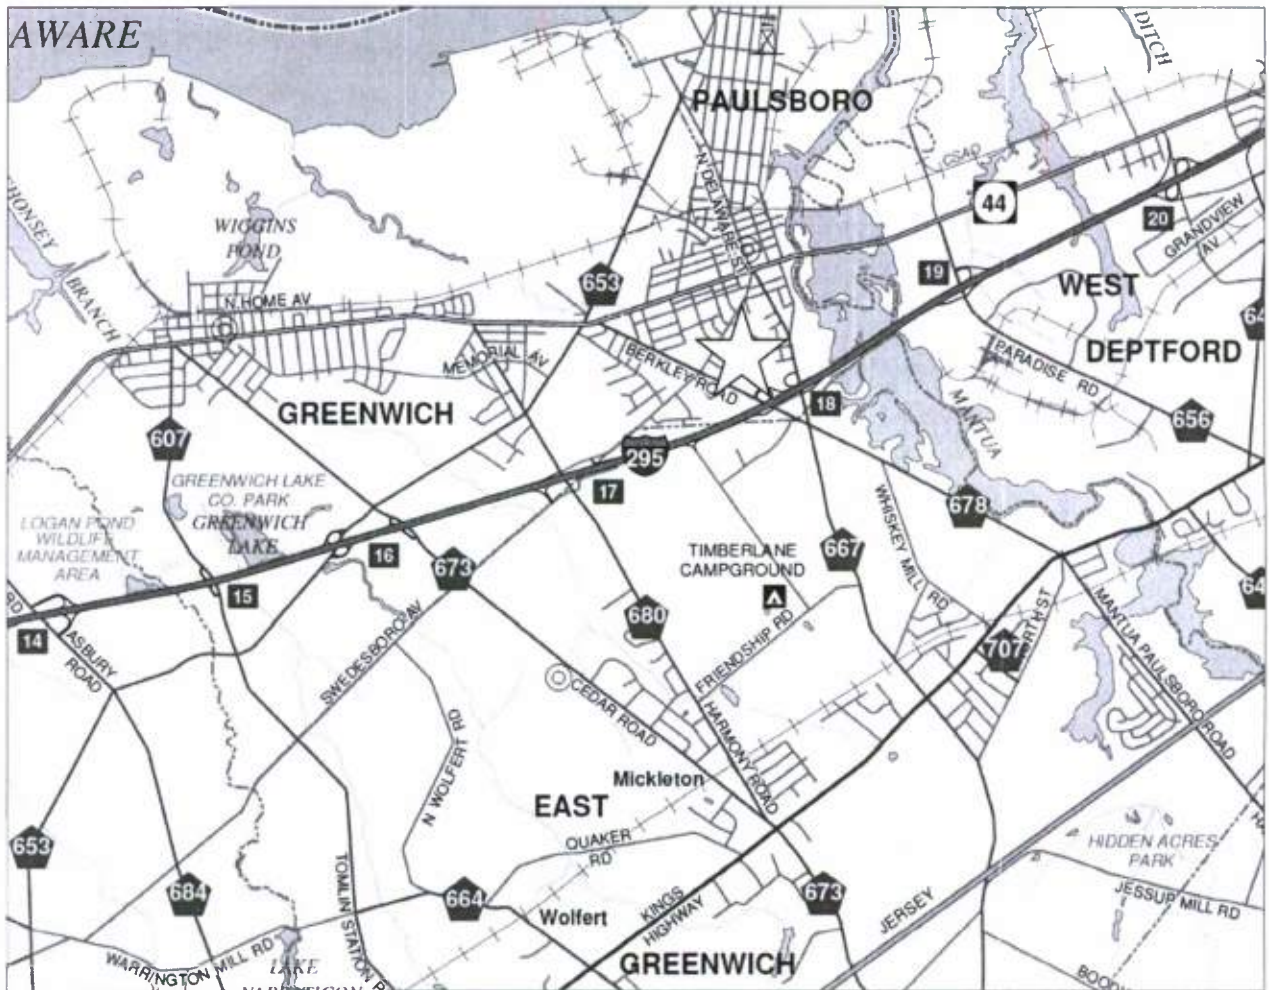 AWARE
DITCH
PAULSBORO
CSAO
N DELAWARE ST
44
20
GRANDVIEW
AV
WIGGINS
POND
653
19
WEST
DEPTFORD
BRANCH
N HOME AV
MEMORIAL AV
BERKLEY ROAD
PARADISE RD
GREENWICH
18
656
607
295
MANTUA
17
GREENWICH LAKE
CO. PARK
GREENWICH
LAKE
LOGAN POND
WILDLIFE
MANAGEMENT
AREA
678
WHISKEY MILL RD
16
673
TIMBERLANE
CAMPGROUND
667
15
RD
14
680
ASBURY
ROAD
SWEDESBORO AV
FRIENDSHIP RD
707
NORTH ST
MANTUA PAULSBORO ROAD
CEDAR ROAD
HARMONY ROAD
N WOLFERT RD
Mickleton
EAST
QUAKER
RD
653
684
TOMLIN STATION R
664
Wolfert
KINGS
HIGHWAY
673
JERSEY
HIDDEN ACRES
PARK
JESSUP MILL RD
WARRINGTON MILL RD
LAKE
GREENWICH